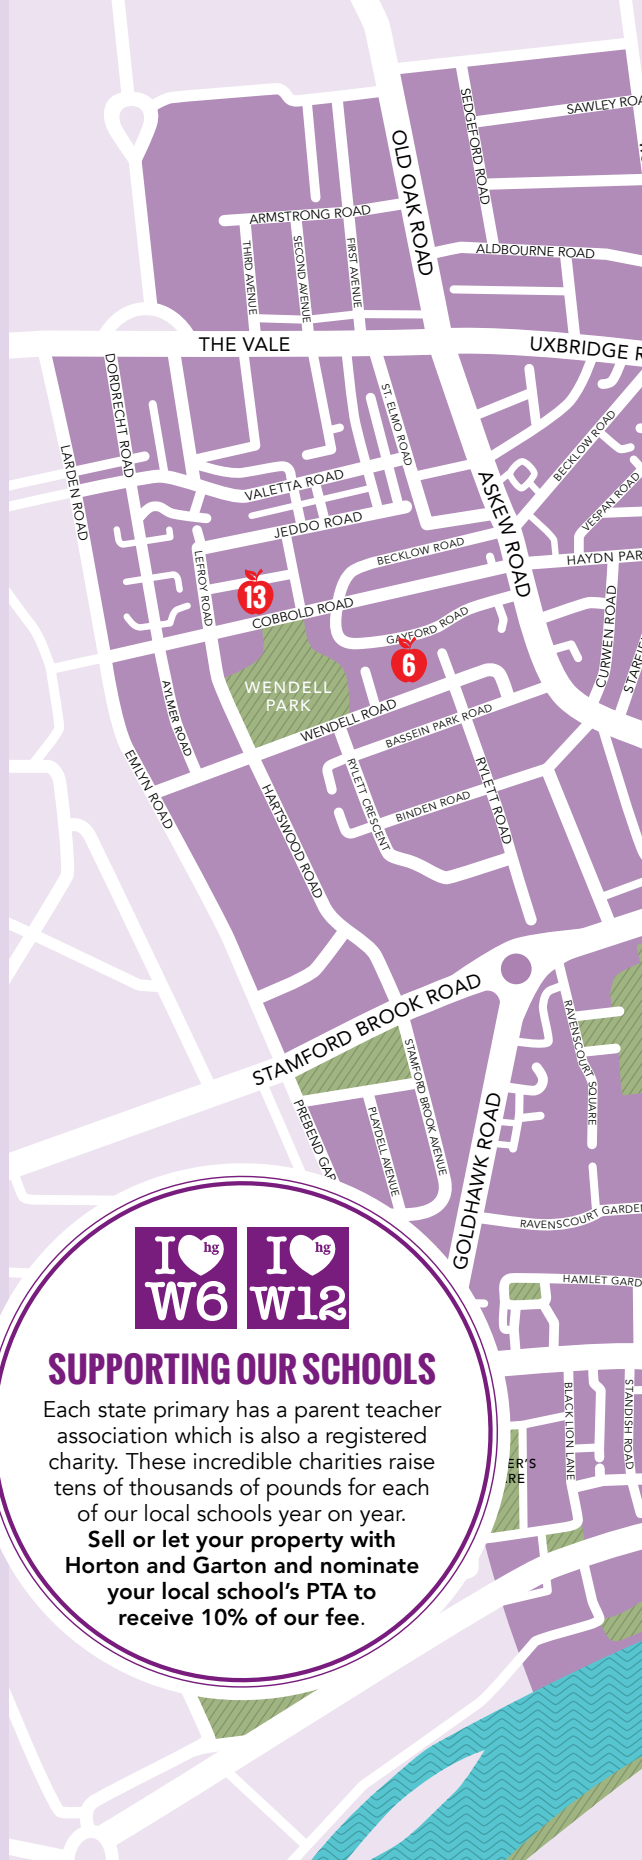 SAWLEY
SEDGEFORD ROAD
OLD OAK ROAD
ARMSTRONG ROAD
THIRD AVENUE
SECOND AVENUE
FIRST AVENUE
ALDBOURNE ROAD
THE VALE
UXBRIDGE R
DORDRECHT ROAD
ST. ELMO ROAD
LARDEN ROAD
BECKLOW ROAD
VALETTA ROAD
ASKEW ROAD
VESPAN ROAD
JEDDO ROAD
BECKLOW ROAD
LEFROY ROAD
HAYDN PAR
13
COBBOLD ROAD
GAYFORD ROAD
CURWEN ROAD
STARFIE
6
WENDELL
PARK
AYLMER ROAD
WENDELL ROAD
BASSEIN PARK ROAD
EMLYN ROAD
RYLETT CRESCENT
RYLETT ROAD
BINDEN ROAD
HARTSWOOD ROAD
STAMFORD BROOK ROAD
RAVENSCOURT SQUARE
STAMFORD BROOK AVENUE
PREBEND GAR
PLAYDELL AVENUE
GOLDHAWK ROAD
RAVENSCOURT GARDE
HAMLET GARD
I hg
W6
I hg
W12
SUPPORTING OUR SCHOOLS
Each state primary has a parent teacher
association which is also a registered
charity. These incredible charities raise
tens of thousands of pounds for each
of our local schools year on year.
Sell or let your property with
Horton and Garton and nominate
your local school's PTA to
receive 10% of our fee.
BLACK LION LANE
STANDISH ROAD
ER'S
RE